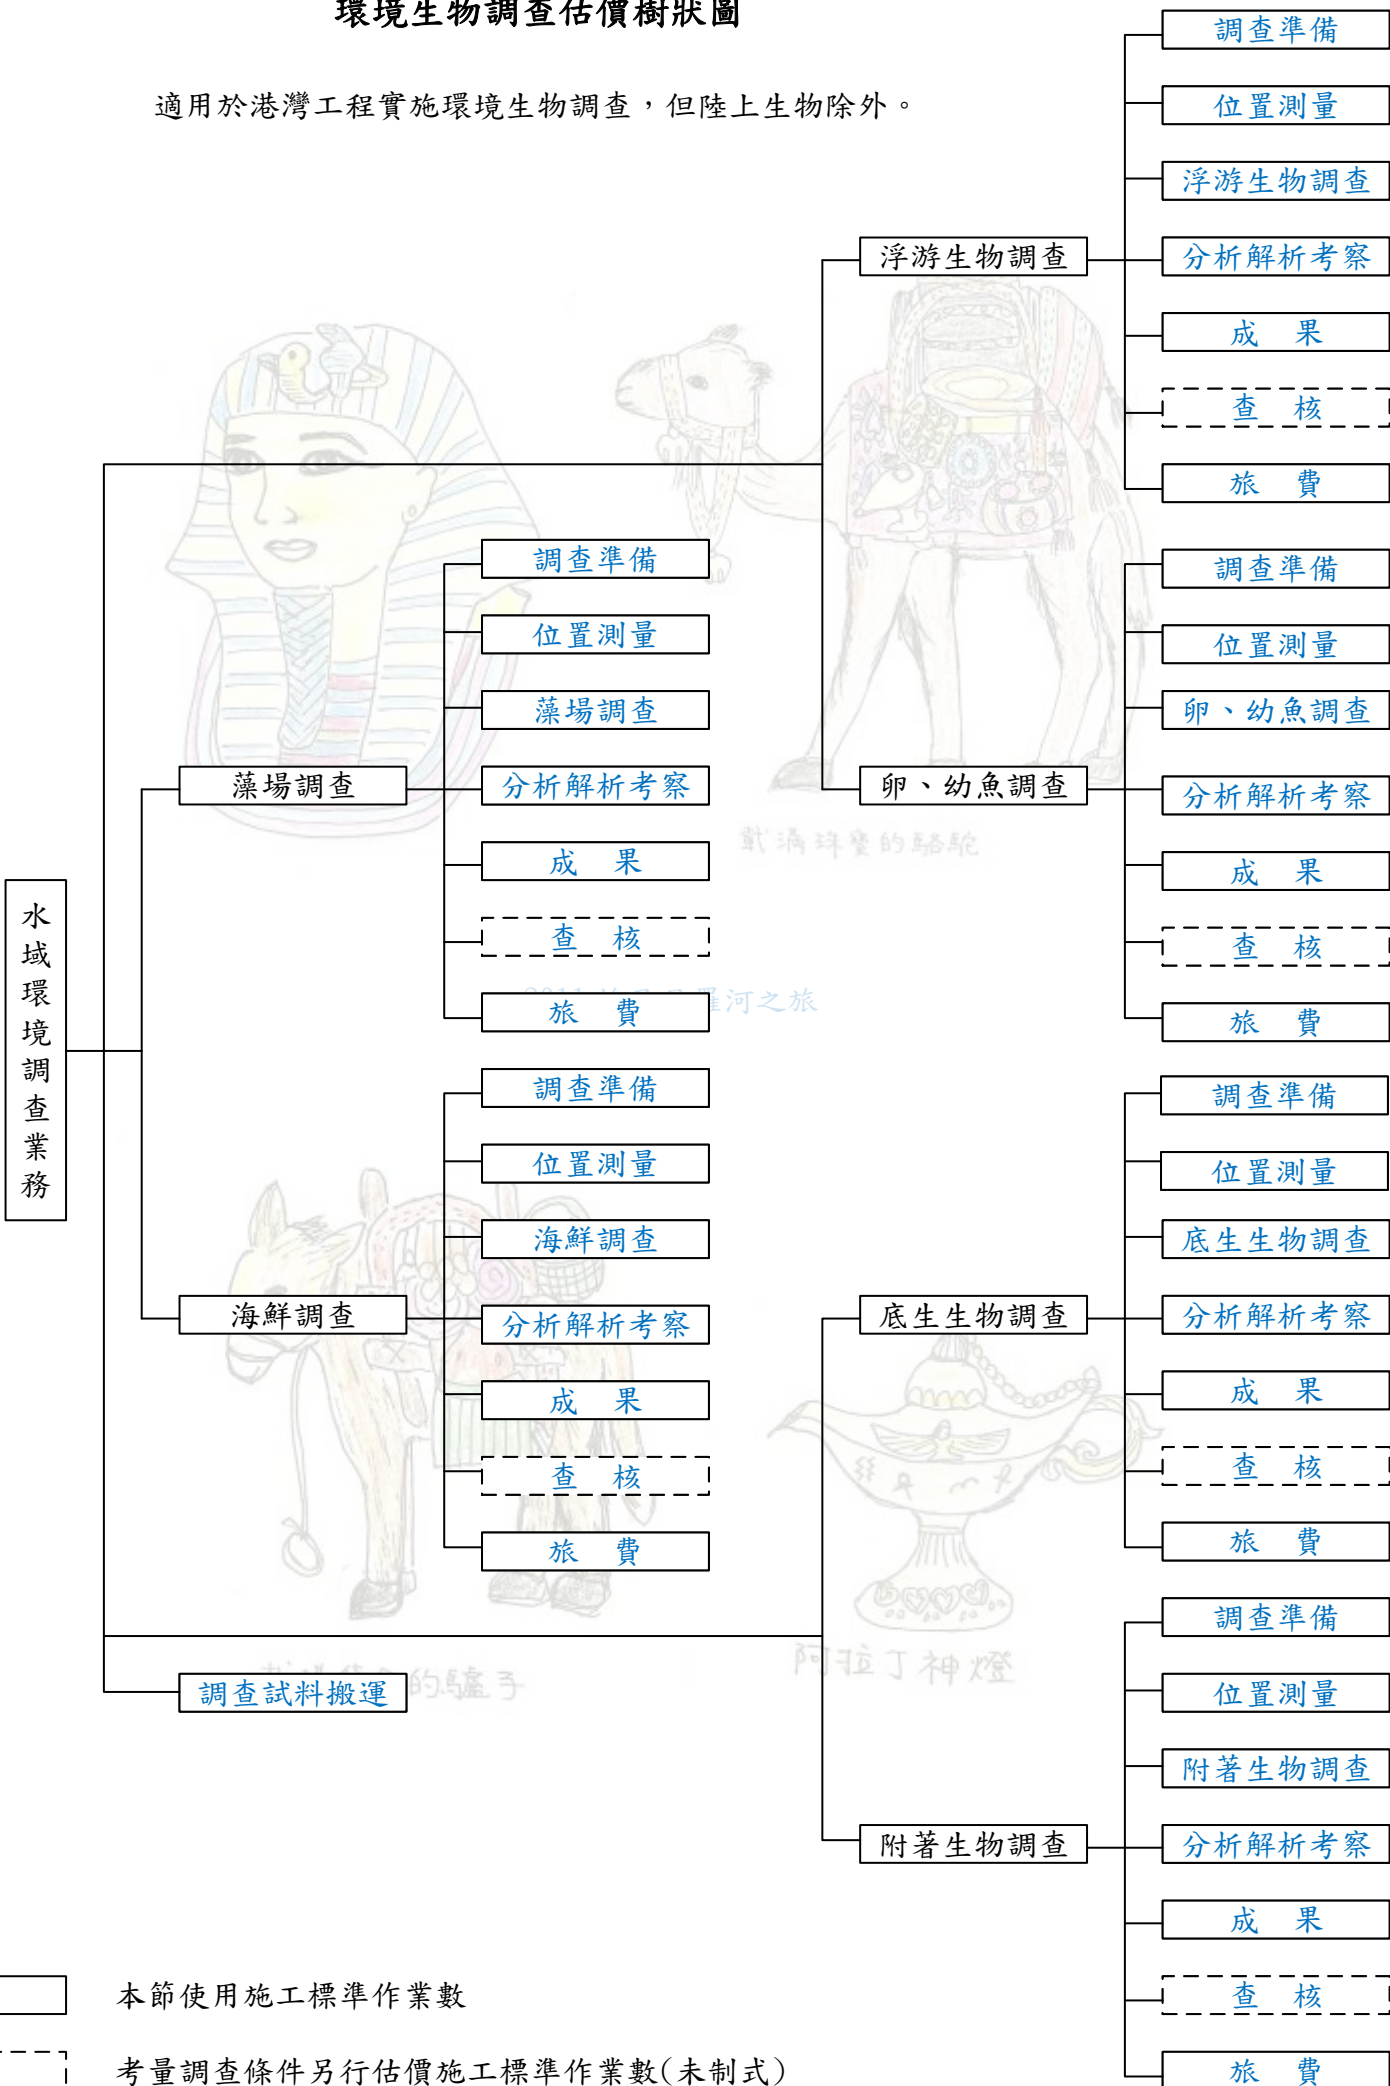 環境生物調查估價樹狀圖
適用於港灣工程實施環境生物調查，但陸上生物除外。
水域環境調查業務
浮游生物調查
調查準備
位置測量
浮游生物調查
分析解析考察
成 果
查 核
旅 費
卵、幼魚調查
調查準備
位置測量
卵、幼魚調查
分析解析考察
成 果
查 核
旅 費
藻場調查
調查準備
位置測量
藻場調查
分析解析考察
成 果
查 核
旅 費
海鮮調查
調查準備
位置測量
海鮮調查
分析解析考察
成 果
查 核
旅 費
底生生物調查
調查準備
位置測量
底生生物調查
分析解析考察
成 果
查 核
旅 費
附著生物調查
調查準備
位置測量
附著生物調查
分析解析考察
成 果
查 核
旅 費
調查試料搬運
載滿珠寶的駱駝
羅河之旅
的驢子
阿拉丁神燈
本節使用施工標準作業數
考量調查條件另行估價施工標準作業數(未制式)